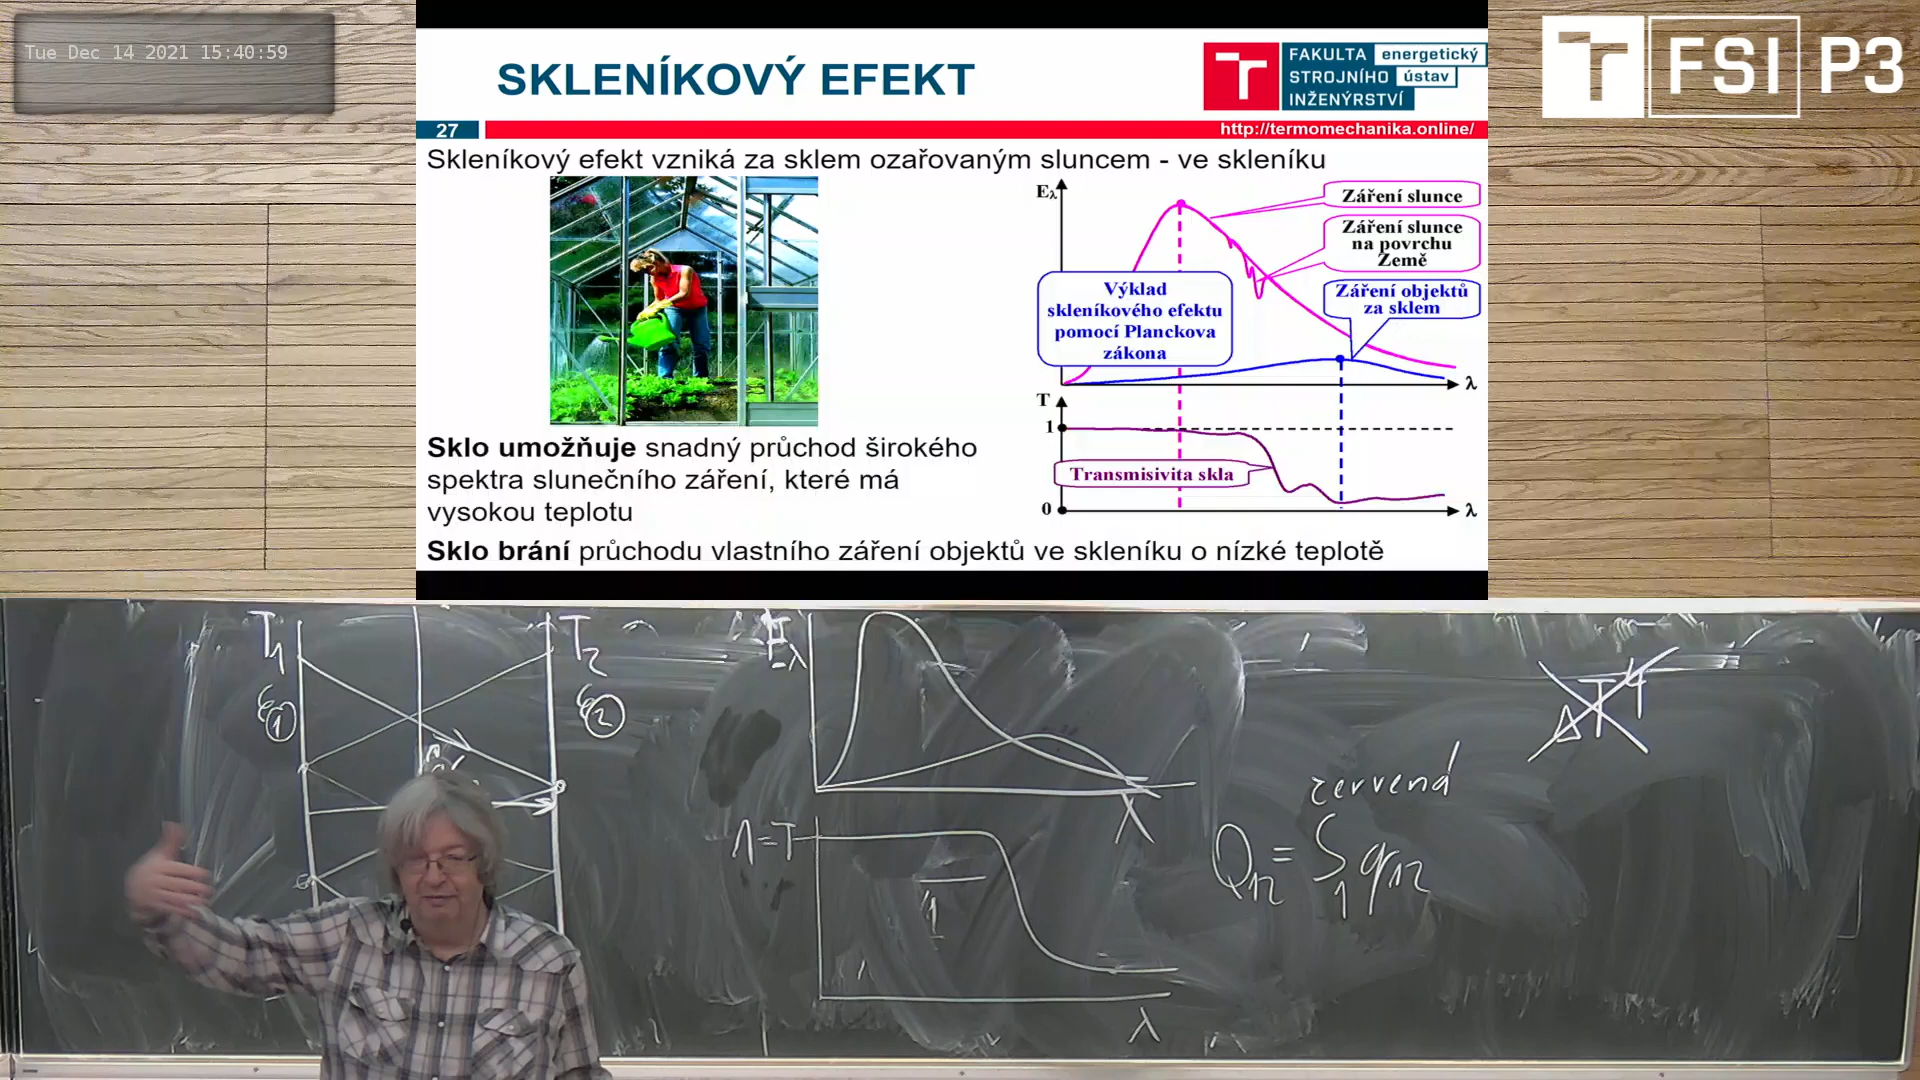 Tue Dec 14 2021 15:40:59
SKLENÍKOVÝ EFEKT
FAKULTA energetický
STROJNÍHO ústav
INŽENÝRSTVÍ
T FSI P3
27
http://termomechanika.online/
Skleníkový efekt vzniká za sklem ozařovaným sluncem - ve skleníku
Eλ
Záření slunce
Záření slunce
na povrchu
Země
Záření objektů
za sklem
Výklad
skleníkového efektu
pomocí Planckova
zákona
λ
T
1
Transmisivita skla
0
λ
Sklo umožňuje snadný průchod širokého
spektra slunečního záření, které má
vysokou teplotu
Sklo brání průchodu vlastního záření objektů ve skleníku o nízké teplotě
T1
T2
ε1
ε2
Eλ
λ
1=T
1
λ
červená
Q12 = S1 q12
ΔT4